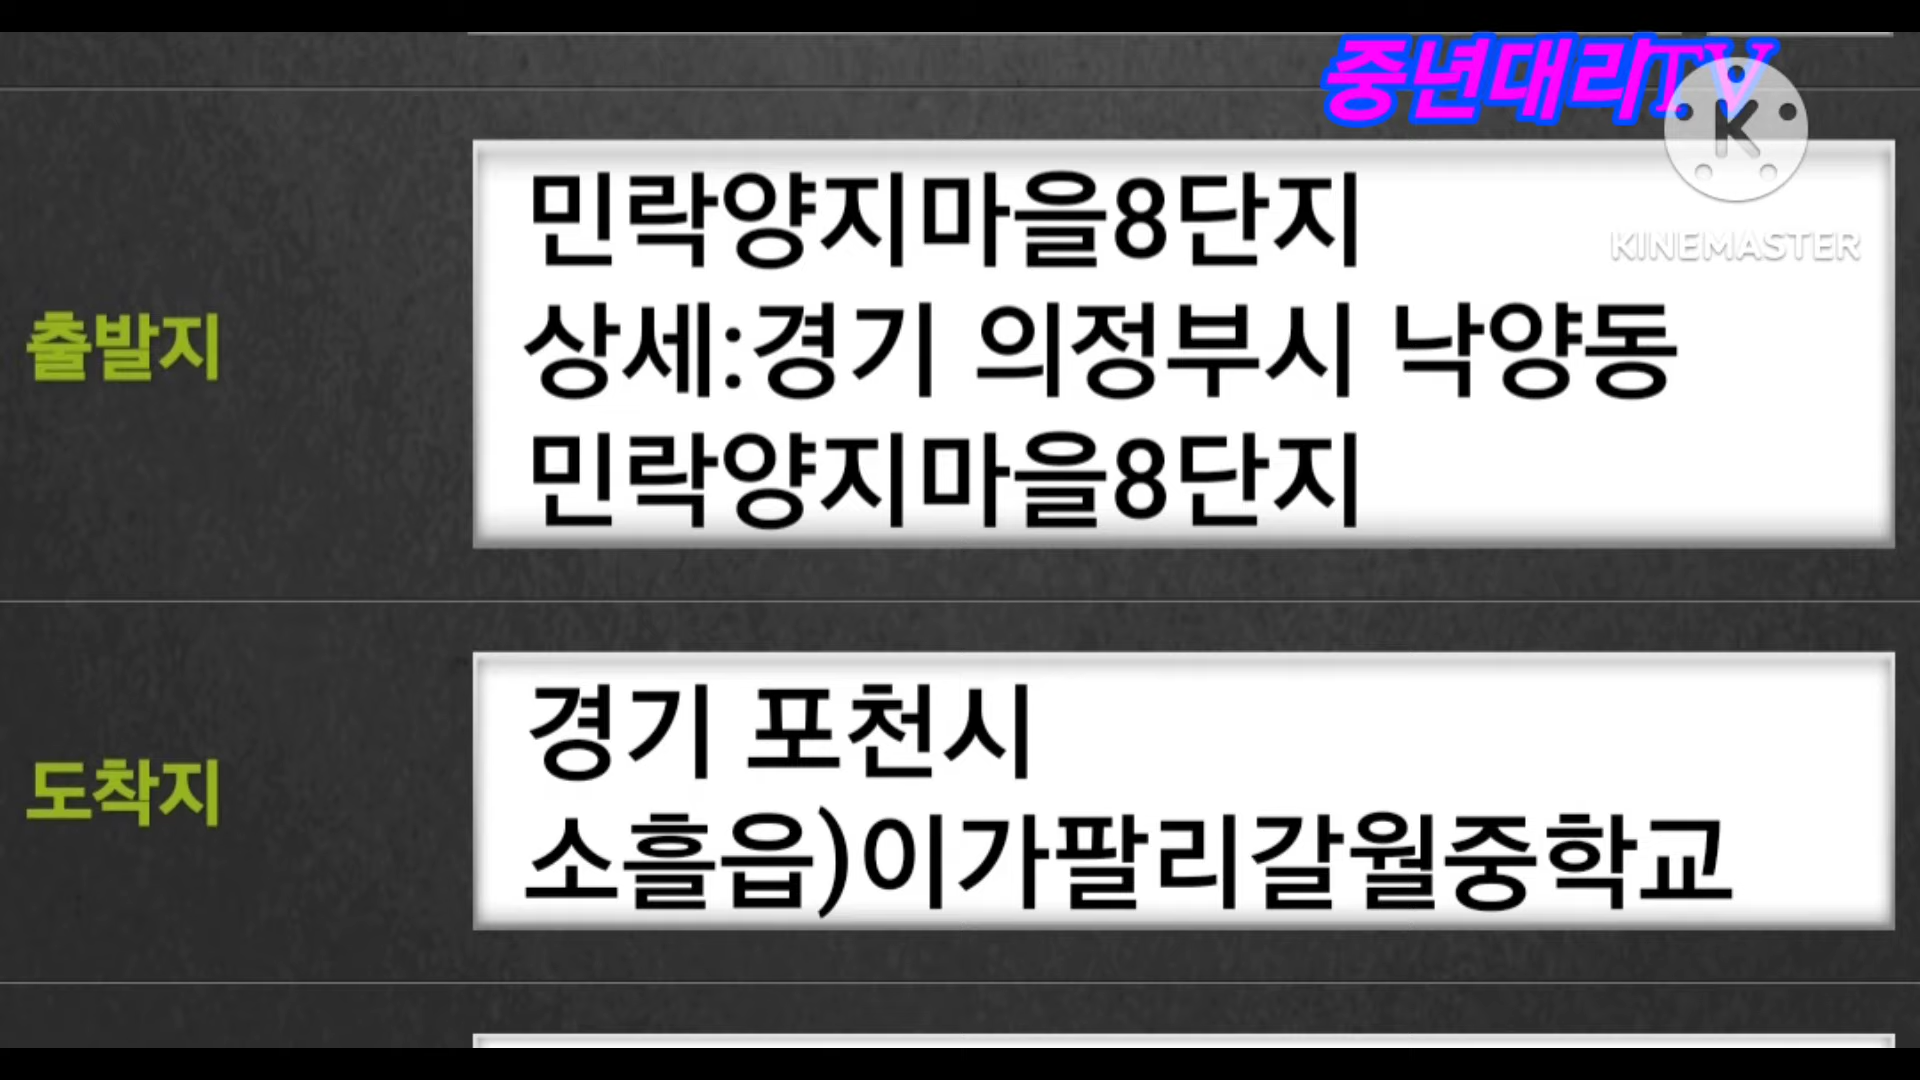 중년대리TV
KINEMASTER
출발지
민락양지마을8단지
상세:경기 의정부시 낙양동
민락양지마을8단지
도착지
경기 포천시
소흘읍)이가팔리갈월중학교